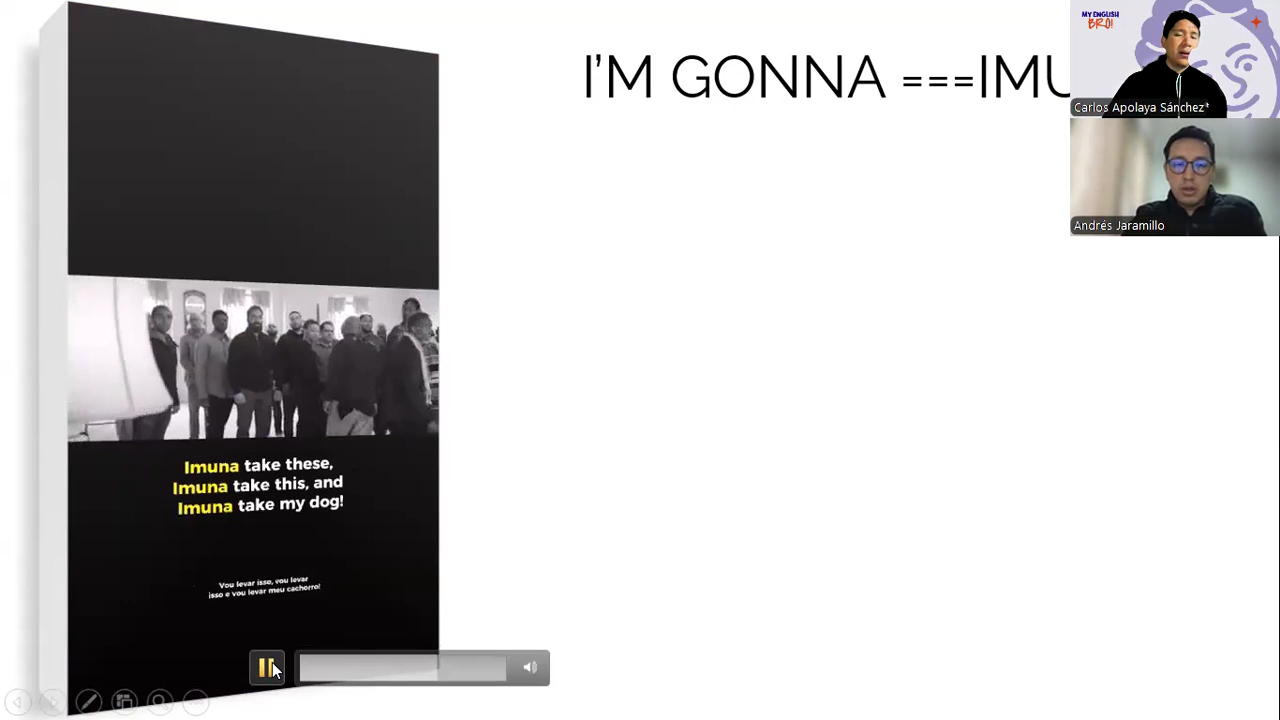 I'M GONNA ===IMU
MY ENGLISH
BRO!
Carlos Apolaya Sánchez
Andrés Jaramillo
Imuna take these,
Imuna take this, and
Imuna take my dog!
Vou levar isso, vou levar
isso e vou levar meu cachorro!